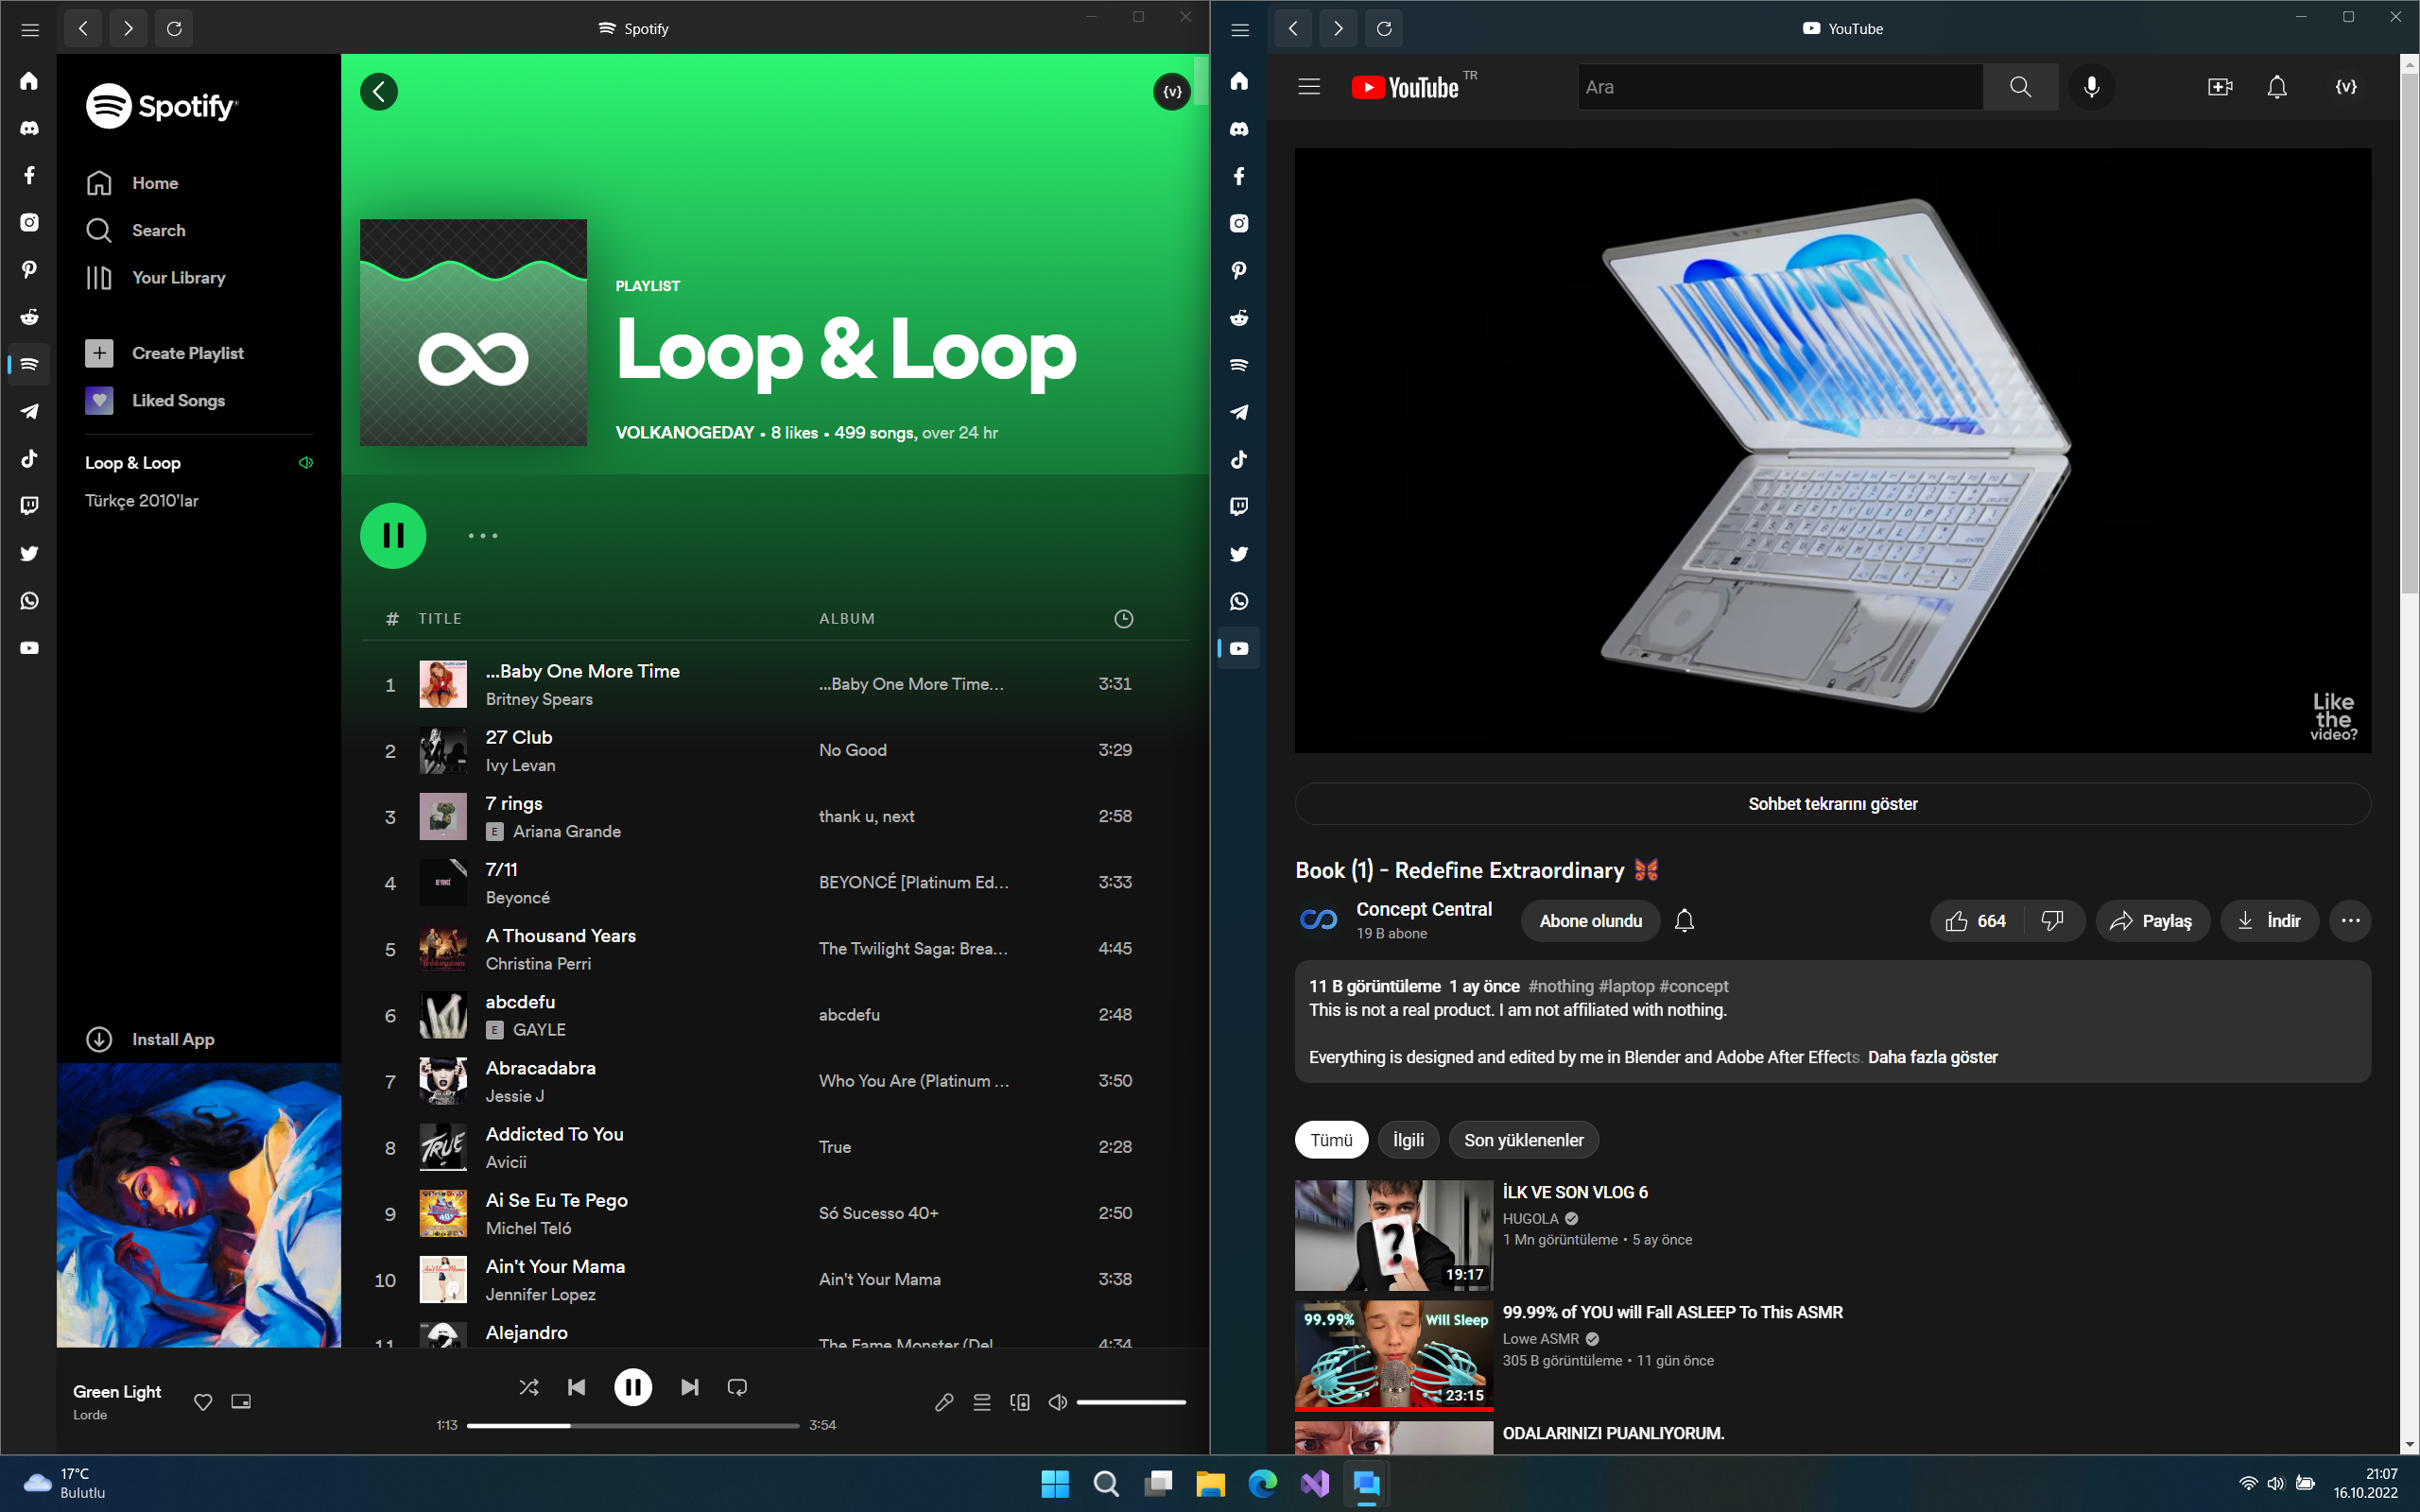 Spotify
Spotify
Home
Search
Your Library
Create Playlist
Liked Songs
Loop & Loop
Türkçe 2010'lar
Install App
{v}
PLAYLIST
Loop & Loop
VOLKANOGEDAY • 8 likes • 499 songs, over 24 hr
# TITLE ALBUM
1 ...Baby One More Time ...Baby One More Time... 3:31
Britney Spears
2 27 Club No Good 3:29
Ivy Levan
3 7 rings thank u, next 2:58
E Ariana Grande
4 7/11 BEYONCÉ [Platinum Ed... 3:33
Beyoncé
5 A Thousand Years The Twilight Saga: Brea... 4:45
Christina Perri
6 abcdefu abcdefu 2:48
E GAYLE
7 Abracadabra Who You Are (Platinum ... 3:50
Jessie J
8 Addicted To You True 2:28
Avicii
TRUE
9 Ai Se Eu Te Pego Só Sucesso 40+ 2:50
Michel Teló
10 Ain't Your Mama Ain't Your Mama 3:38
Jennifer Lopez
11 Alejandro The Fame Monster (Del... 4:34
Green Light
Lorde
1:13 3:54
YouTube
YouTube TR
Ara
{v}
Like
the
video?
Sohbet tekrarını göster
Book (1) - Redefine Extraordinary
Concept Central
19 B abone
Abone olundu
664
Paylaş
İndir
11 B görüntüleme 1 ay önce #nothing #laptop #concept
This is not a real product. I am not affiliated with nothing.
Everything is designed and edited by me in Blender and Adobe After Effects. Daha fazla göster
Tümü
İlgili
Son yüklenenler
?
19:17
İLK VE SON VLOG 6
HUGOLA
1 Mn görüntüleme • 5 ay önce
99.99% Will Sleep
23:15
99.99% of YOU will Fall ASLEEP To This ASMR
Lowe ASMR
305 B görüntüleme • 11 gün önce
ODALARINIZI PUANLIYORUM.
17°C
Bulutlu
21:07
16.10.2022